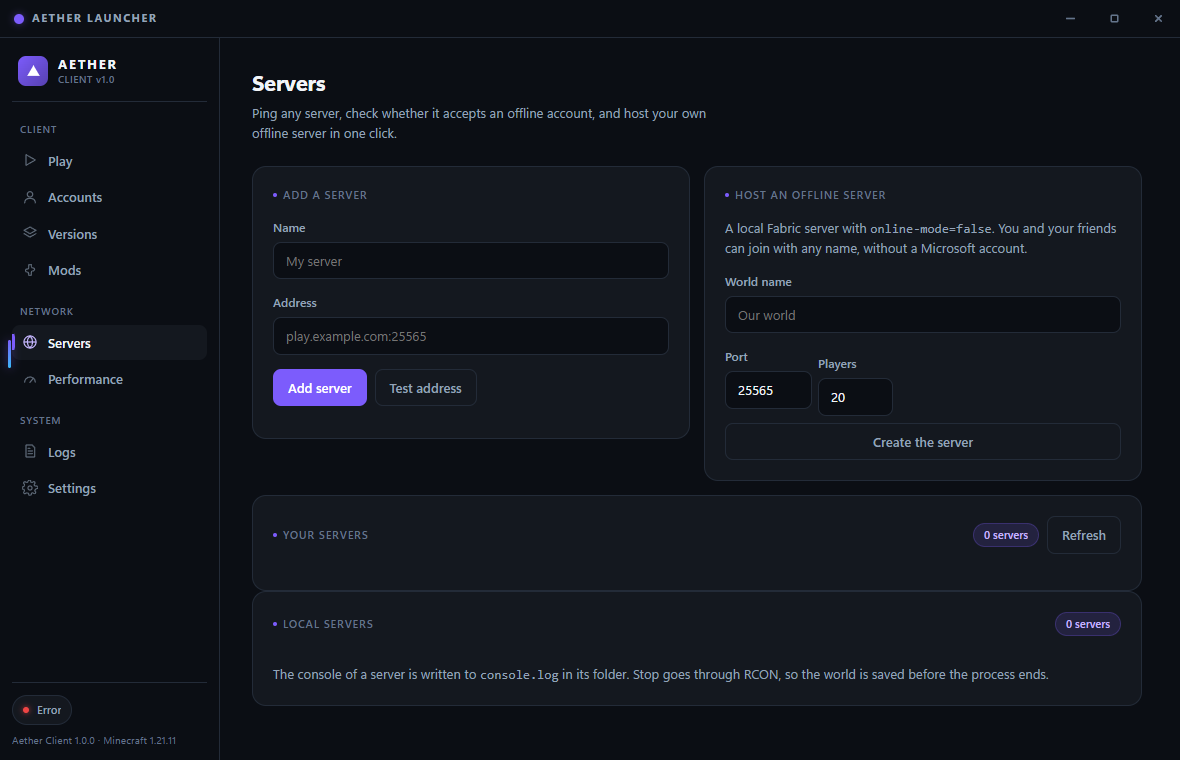 AETHER LAUNCHER
AETHER
CLIENT v1.0
CLIENT
Play
Accounts
Versions
Mods
NETWORK
Servers
Performance
SYSTEM
Logs
Settings
Error
Aether Client 1.0.0 · Minecraft 1.21.11
Servers
Ping any server, check whether it accepts an offline account, and host your own
offline server in one click.
ADD A SERVER
Name
My server
Address
play.example.com:25565
Add server
Test address
HOST AN OFFLINE SERVER
A local Fabric server with online-mode=false. You and your friends
can join with any name, without a Microsoft account.
World name
Our world
Port
Players
25565
20
Create the server
YOUR SERVERS
0 servers
Refresh
LOCAL SERVERS
0 servers
The console of a server is written to console.log in its folder. Stop goes through RCON, so the world is saved before the process ends.